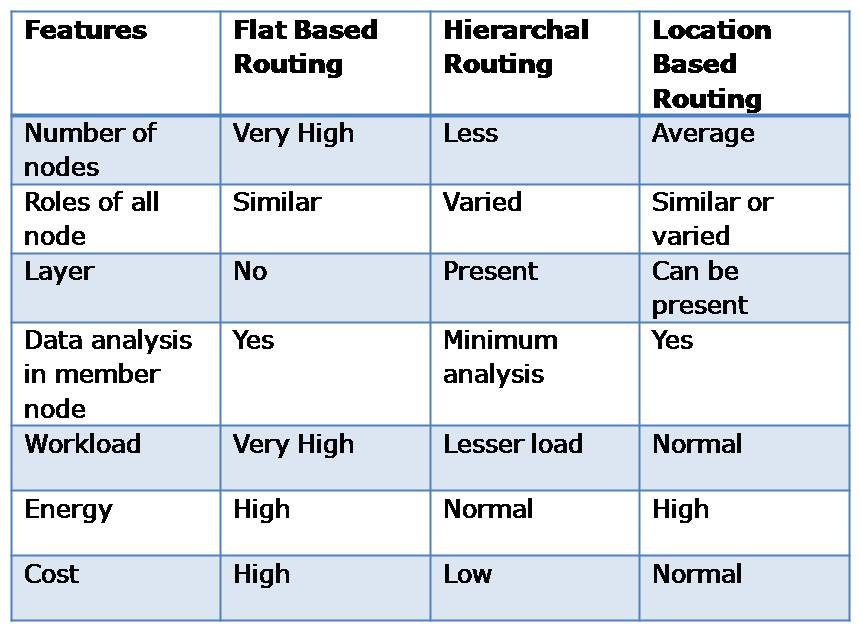 Features Flat Based Routing Hierarchal Routing Location Based Routing
Number of nodes Very High Less Average
Roles of all node Similar Varied Similar or varied
Layer No Present Can be present
Data analysis in member node Yes Minimum analysis Yes
Workload Very High Lesser load Normal
Energy High Normal High
Cost High Low Normal